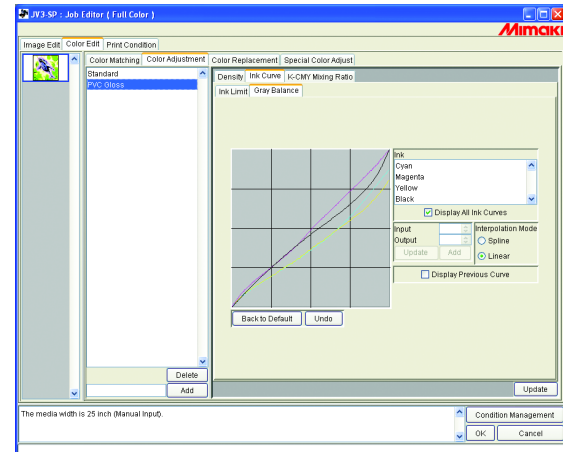 JV3-SP : Job Editor ( Full Color )
Mimaki
Image Edit Color Edit Print Condition
Color Matching Color Adjustment Color Replacement Special Color Adjust
Standard
PVC Gloss
Density Ink Curve K-CMY Mixing Ratio
Ink Limit Gray Balance
Ink
Cyan
Magenta
Yellow
Black
Display All Ink Curves
Input
Output
Update Add
Interpolation Mode
Spline
Linear
Display Previous Curve
Back to Default Undo
Delete
Add
Update
The media width is 25 inch (Manual Input).
Condition Management
OK Cancel